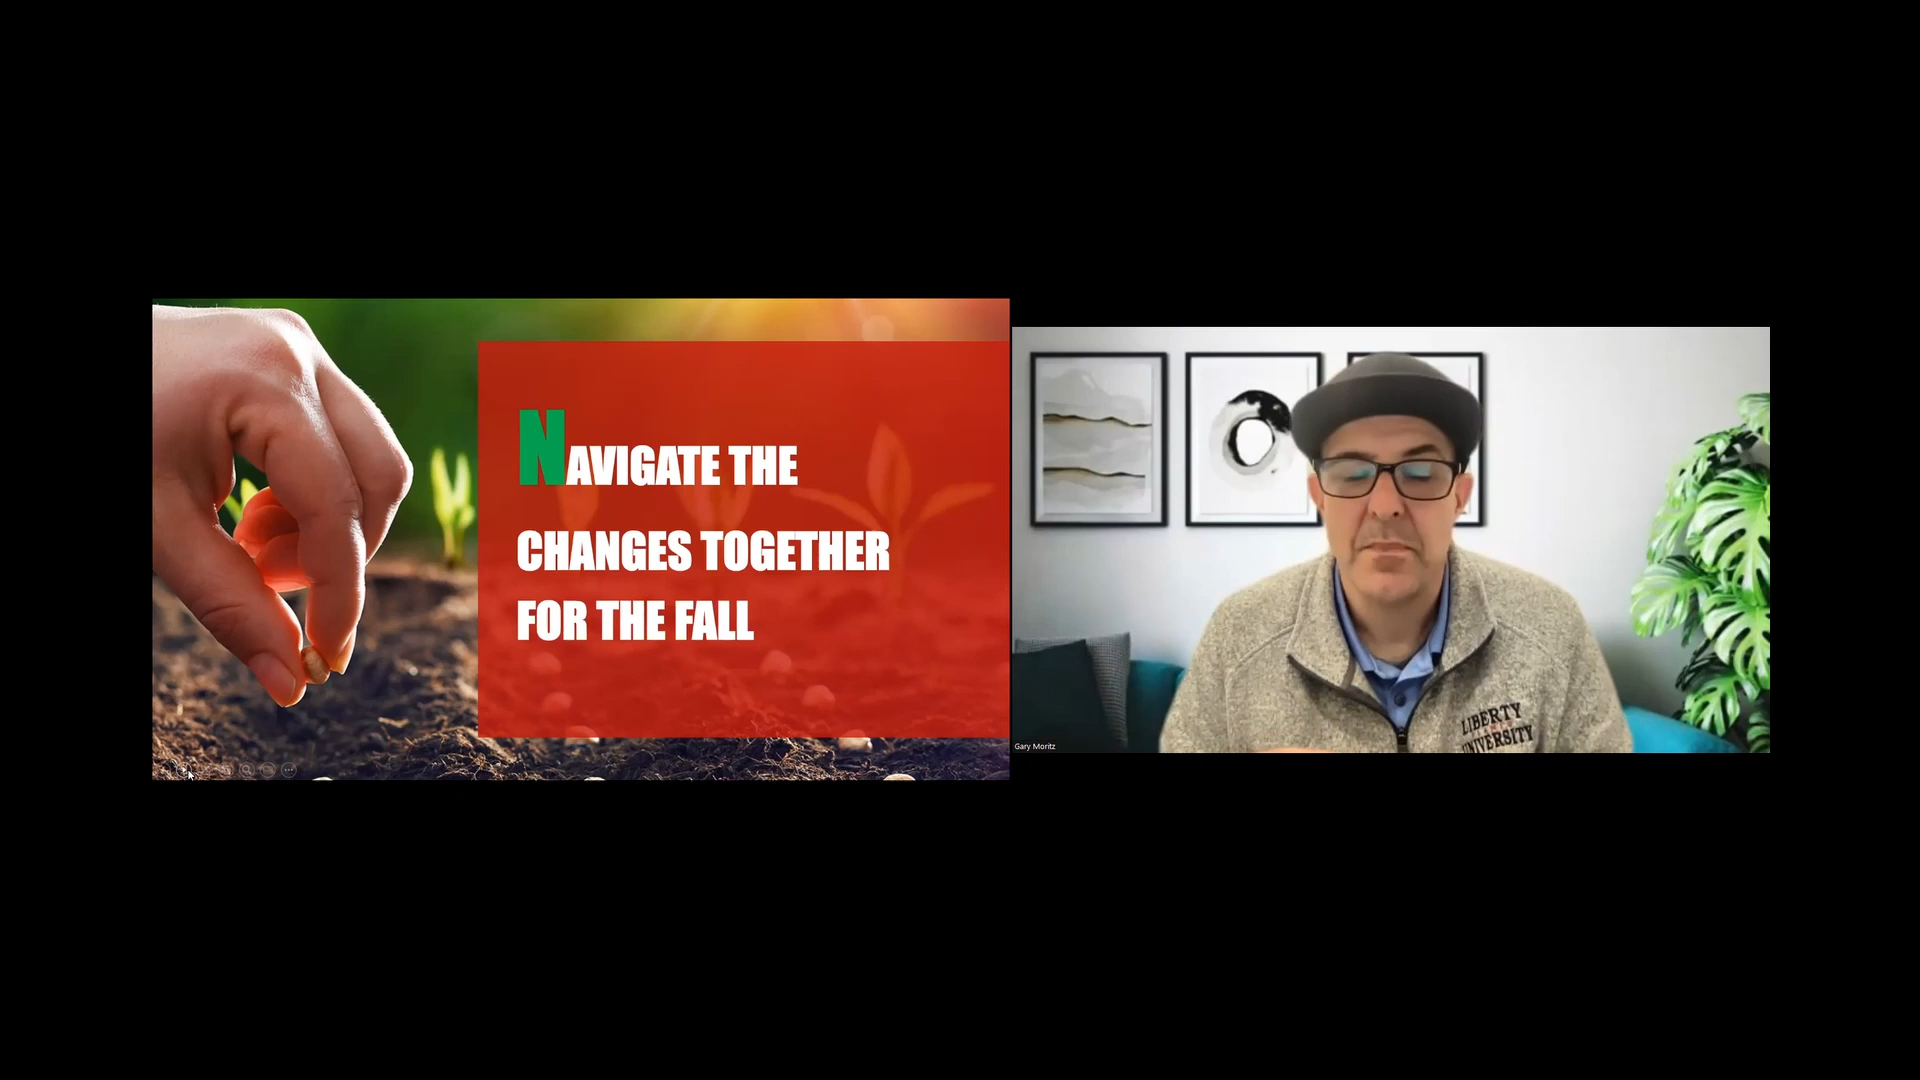 NAVIGATE THE
CHANGES TOGETHER
FOR THE FALL
LIBERTY
UNIVERSITY
Gary Moritz